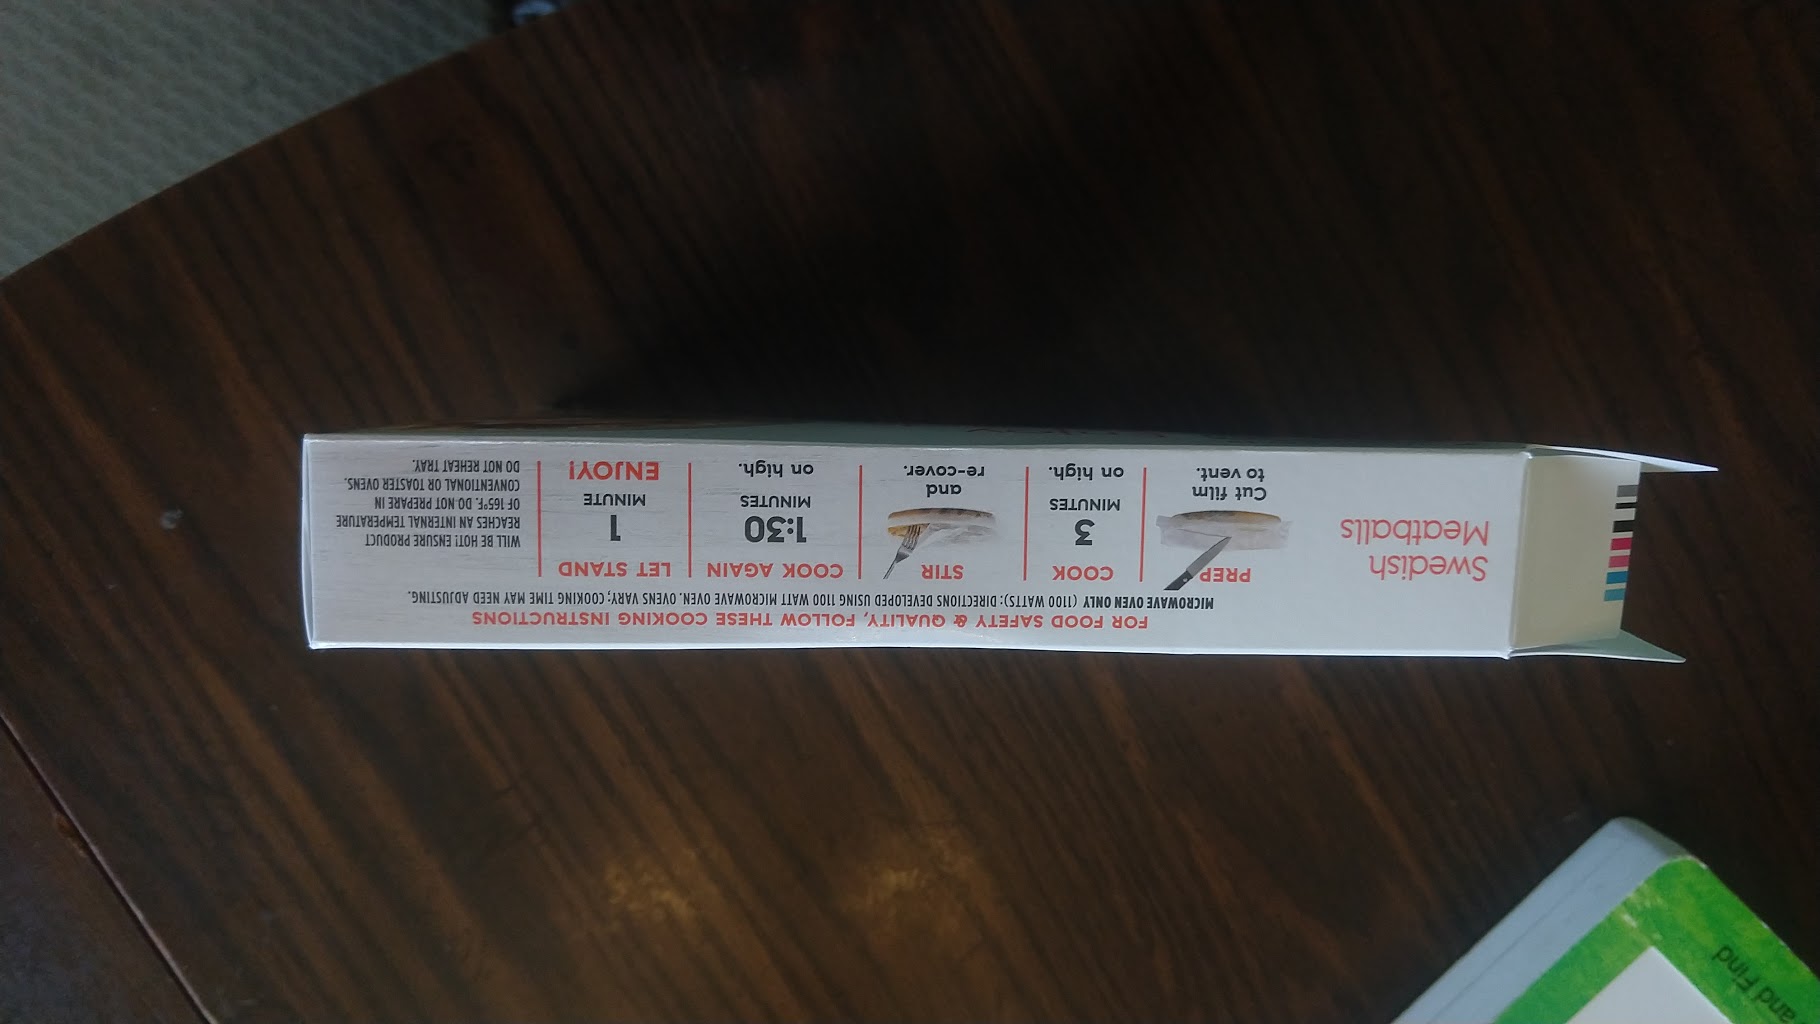 and Find
FOR FOOD SAFETY & QUALITY, FOLLOW THESE COOKING INSTRUCTIONS
MICROWAVE OVEN ONLY (1100 WATTS): DIRECTIONS DEVELOPED USING 1100 WATT MICROWAVE OVEN. OVENS VARY; COOKING TIME MAY NEED ADJUSTING.
Swedish
Meatballs
PREP
Cut film
to vent.
COOK
3
MINUTES
on high.
STIR
and
re-cover.
COOK AGAIN
1:30
MINUTES
on high.
LET STAND
1
MINUTE
ENJOY!
WILL BE HOT! ENSURE PRODUCT
REACHES AN INTERNAL TEMPERATURE
OF 165°F. DO NOT PREPARE IN
CONVENTIONAL OR TOASTER OVENS.
DO NOT REHEAT TRAY.